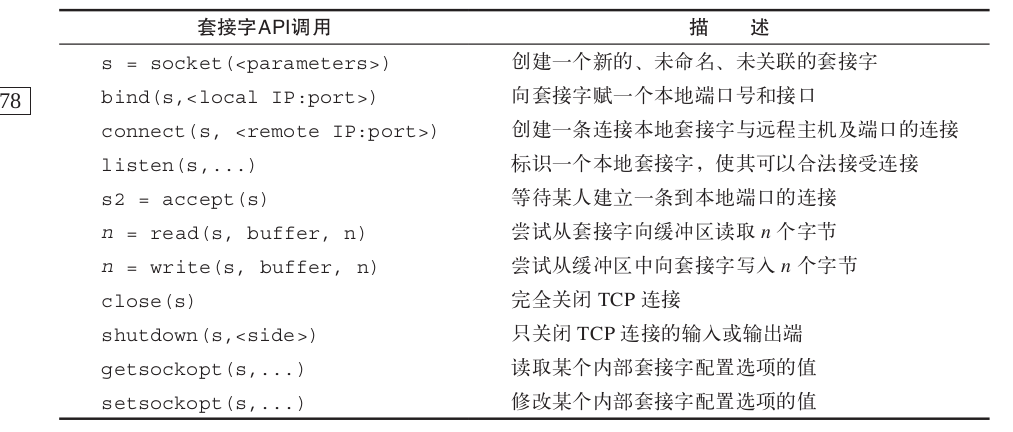 套接字API调用 描 述
s = socket(<parameters>) 创建一个新的、未命名、未关联的套接字
78 bind(s,<local IP:port>) 向套接字赋一个本地端口号和接口
connect(s, <remote IP:port>) 创建一条连接本地套接字与远程主机及端口的连接
listen(s,...) 标识一个本地套接字，使其可以合法接受连接
s2 = accept(s) 等待某人建立一条到本地端口的连接
n = read(s, buffer, n) 尝试从套接字向缓冲区读取 n 个字节
n = write(s, buffer, n) 尝试从缓冲区中向套接字写入 n 个字节
close(s) 完全关闭 TCP 连接
shutdown(s,<side>) 只关闭 TCP 连接的输入或输出端
getsockopt(s,...) 读取某个内部套接字配置选项的值
setsockopt(s,...) 修改某个内部套接字配置选项的值